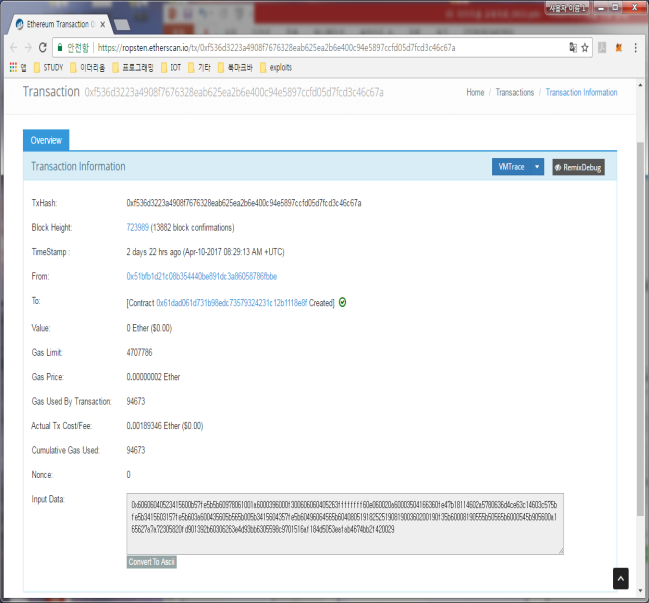 사용자 이름 1
Ethereum Transaction 0
안전함 | https://ropsten.etherscan.io/tx/0xf536d3223a4908f7676328eab625ea2b6e400c94e5897ccfd05d7fcd3c46c67a
앱 STUDY 이더리움 프로그래밍 IOT 기타 북마크바 exploits
Transaction 0xf536d3223a4908f7676328eab625ea2b6e400c94e5897ccfd05d7fcd3c46c67a
Home / Transactions / Transaction Information
Overview
Transaction Information
VMTrace
RemixDebug
TxHash: 0xf536d3223a4908f7676328eab625ea2b6e400c94e5897ccfd05d7fcd3c46c67a
Block Height: 723989 (13882 block confirmations)
TimeStamp : 2 days 22 hrs ago (Apr-10-2017 08:29:13 AM +UTC)
From: 0x51bfb1d21c08b354440be891dc3a86058786fbbe
To: [Contract 0x61dad061d731b98edc73579324231c12b1118e8f Created]
Value: 0 Ether ($0.00)
Gas Limit: 4707786
Gas Price: 0.00000002 Ether
Gas Used By Transaction: 94673
Actual Tx Cost/Fee: 0.00189346 Ether ($0.00)
Cumulative Gas Used: 94673
Nonce: 0
Input Data:
Convert To Ascii